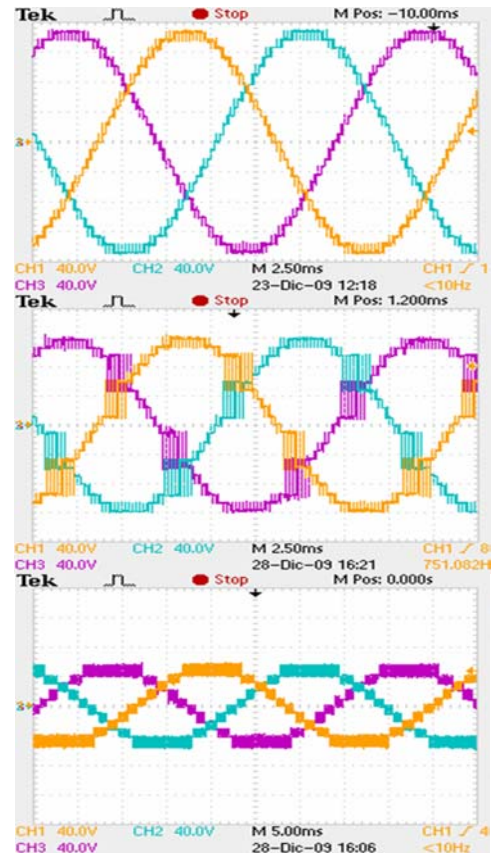 Tek Stop M Pos: -10.00ms
3
CH1 40.0V CH2 40.0V M 2.50ms CH1 / 1
CH3 40.0V 23-Dic-09 12:18 <10Hz
Tek Stop M Pos: 1.200ms
3
CH1 40.0V CH2 40.0V M 2.50ms CH1 / 8
CH3 40.0V 28-Dic-09 16:21 751.082H
Tek Stop M Pos: 0.000s
3
CH1 40.0V CH2 40.0V M 5.00ms CH1 / 4
CH3 40.0V 28-Dic-09 16:06 <10Hz